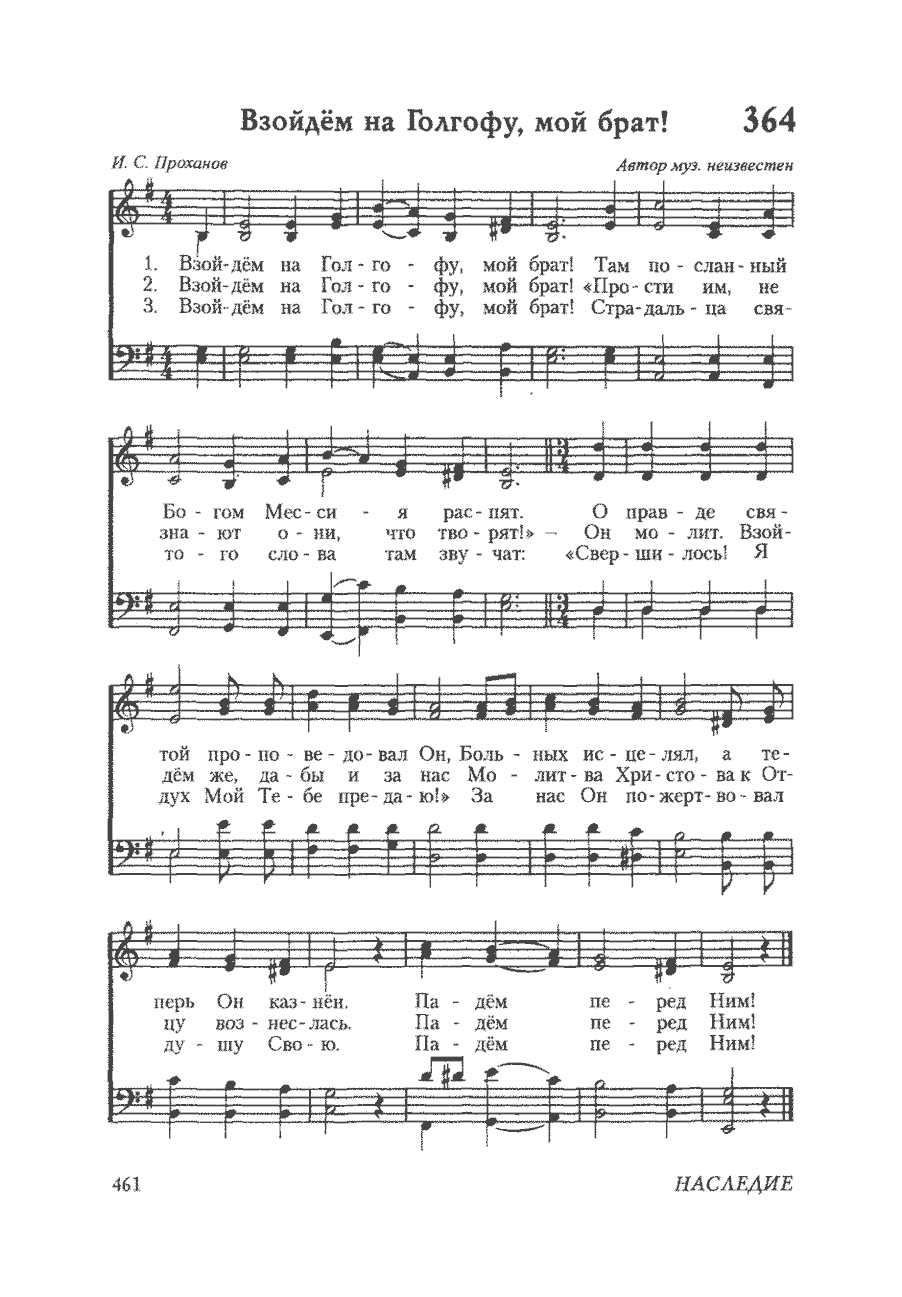 Взойдём на Голгофу, мой брат! 364
И. С. Проханов Автор муз. неизвестен
1. Взой-дём на Гол - го - фу, мой брат! Там по - слан - ный
2. Взой-дём на Гол - го - фу, мой брат! «Про - сти им, не
3. Взой-дём на Гол - го - фу, мой брат! Стра-даль - ца свя-
Бо - гом Мес - си - я рас - пят. О прав - де свя -
зна - ют о - ни, что тво - рят!» – Он мо - лит. Взой-
то - го сло - ва там зву - чат: «Свер - ши - лось! Я
той про - по - ве - до - вал Он, Боль - ных ис - це - лял, а те-
дём же, да - бы и за нас Мо - лит - ва Хри - сто - ва к От-
дух Мой Те - бе пре - да - ю!» За нас Он по - жерт - во - вал
перь Он каз - нён. Па - дём пе - ред Ним!
цу воз - нес - лась. Па - дём пе - ред Ним!
ду - шу Сво - ю. Па - дём пе - ред Ним!
461 НАСЛЕДИЕ